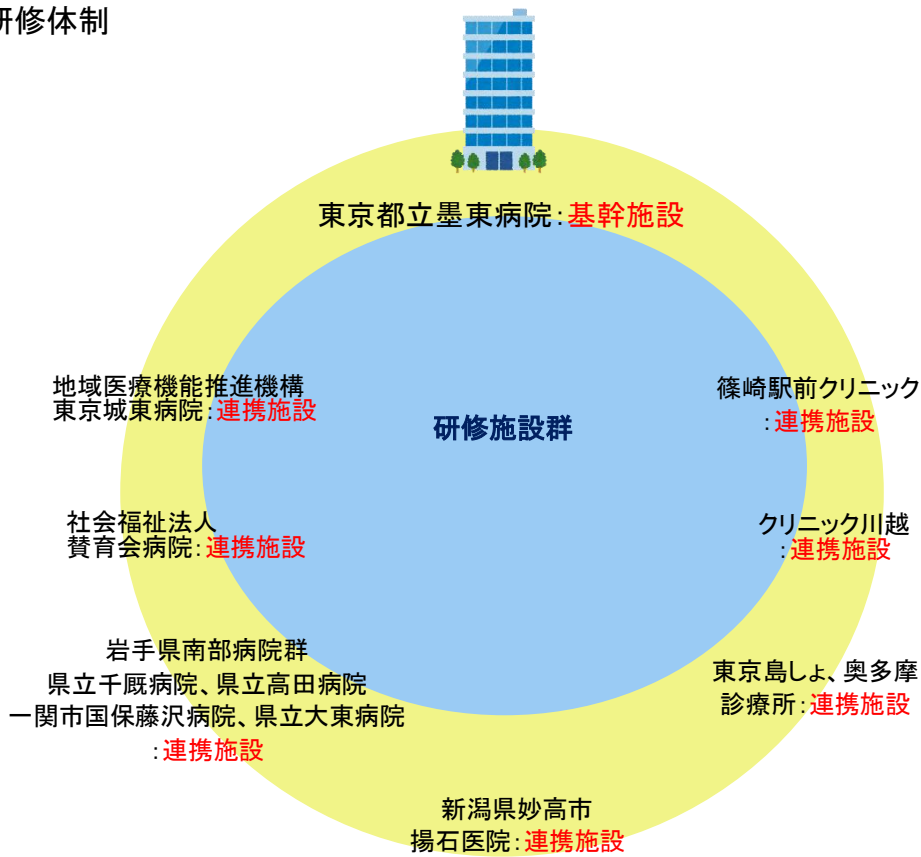 研修体制
東京都立墨東病院：基幹施設
地域医療機能推進機構
東京城東病院：連携施設
篠崎駅前クリニック
：連携施設
研修施設群
社会福祉法人
賛育会病院：連携施設
クリニック川越
：連携施設
岩手県南部病院群
県立千厩病院、県立高田病院
一関市国保藤沢病院、県立大東病院
：連携施設
東京島しょ、奥多摩
診療所：連携施設
新潟県妙高市
揚石医院：連携施設